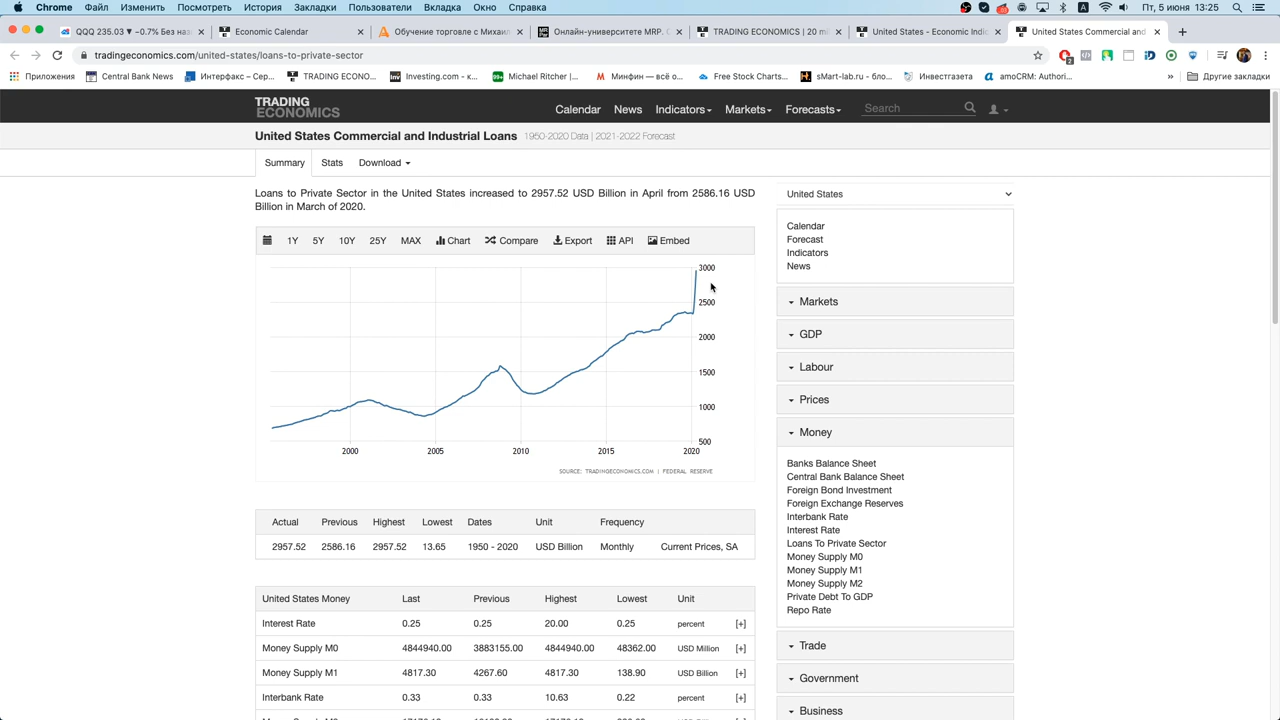 Chrome Файл Изменить Посмотреть История Закладки Пользователи Вкладка Окно Справка A Пт, 5 июня 13:25
QQQ 235.03 ▼ −0.7% Без наз
Economic Calendar
Обучение торговле с Михаил
Онлайн-университете MRP. С
TRADING ECONOMICS | 20 mi
United States - Economic Indic
United States Commercial and
tradingeconomics.com/united-states/loans-to-private-sector
2
Приложения
Central Bank News
Интерфакс – Сер...
TRADING ECONO...
Investing.com - к...
Michael Ritcher |...
Минфин — всё о...
Free Stock Charts...
sMart-lab.ru - бло...
Инвестгазета
amoCRM: Authori...
»
Другие закладки
TRADING
ECONOMICS
Calendar News Indicators Markets Forecasts Search
United States Commercial and Industrial Loans 1950-2020 Data | 2021-2022 Forecast
Summary Stats Download
Loans to Private Sector in the United States increased to 2957.52 USD Billion in April from 2586.16 USD
Billion in March of 2020.
1Y 5Y 10Y 25Y MAX Chart Compare Export API Embed
3000
2500
2000
1500
1000
500
2000 2005 2010 2015 2020
SOURCE: TRADINGECONOMICS.COM | FEDERAL RESERVE
Actual Previous Highest Lowest Dates Unit Frequency
2957.52 2586.16 2957.52 13.65 1950 - 2020 USD Billion Monthly Current Prices, SA
United States Money Last Previous Highest Lowest Unit
Interest Rate 0.25 0.25 20.00 0.25 percent [+]
Money Supply M0 4844940.00 3883155.00 4844940.00 48362.00 USD Million [+]
Money Supply M1 4817.30 4267.60 4817.30 138.90 USD Billion [+]
Interbank Rate 0.33 0.33 10.63 0.22 percent [+]
United States
Calendar
Forecast
Indicators
News
Markets
GDP
Labour
Prices
Money
Banks Balance Sheet
Central Bank Balance Sheet
Foreign Bond Investment
Foreign Exchange Reserves
Interbank Rate
Interest Rate
Loans To Private Sector
Money Supply M0
Money Supply M1
Money Supply M2
Private Debt To GDP
Repo Rate
Trade
Government
Business